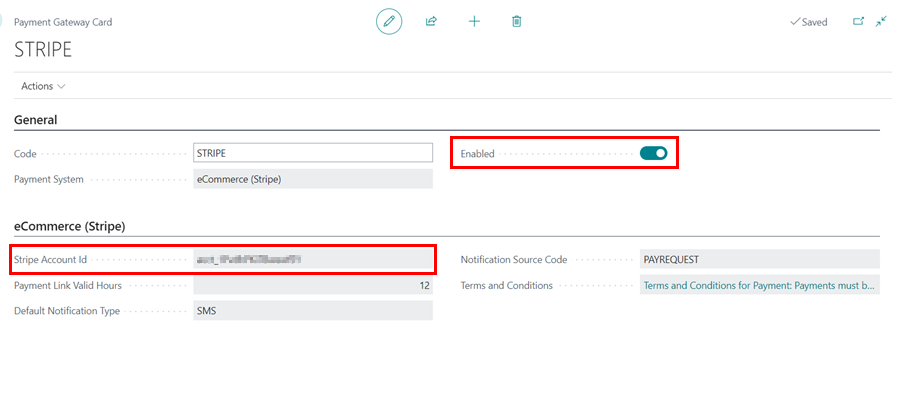 Payment Gateway Card
Saved
STRIPE
Actions
General
Code STRIPE
Enabled
Payment System eCommerce (Stripe)
eCommerce (Stripe)
Stripe Account Id
Notification Source Code PAYREQUEST
Payment Link Valid Hours 12
Terms and Conditions Terms and Conditions for Payment: Payments must b...
Default Notification Type SMS